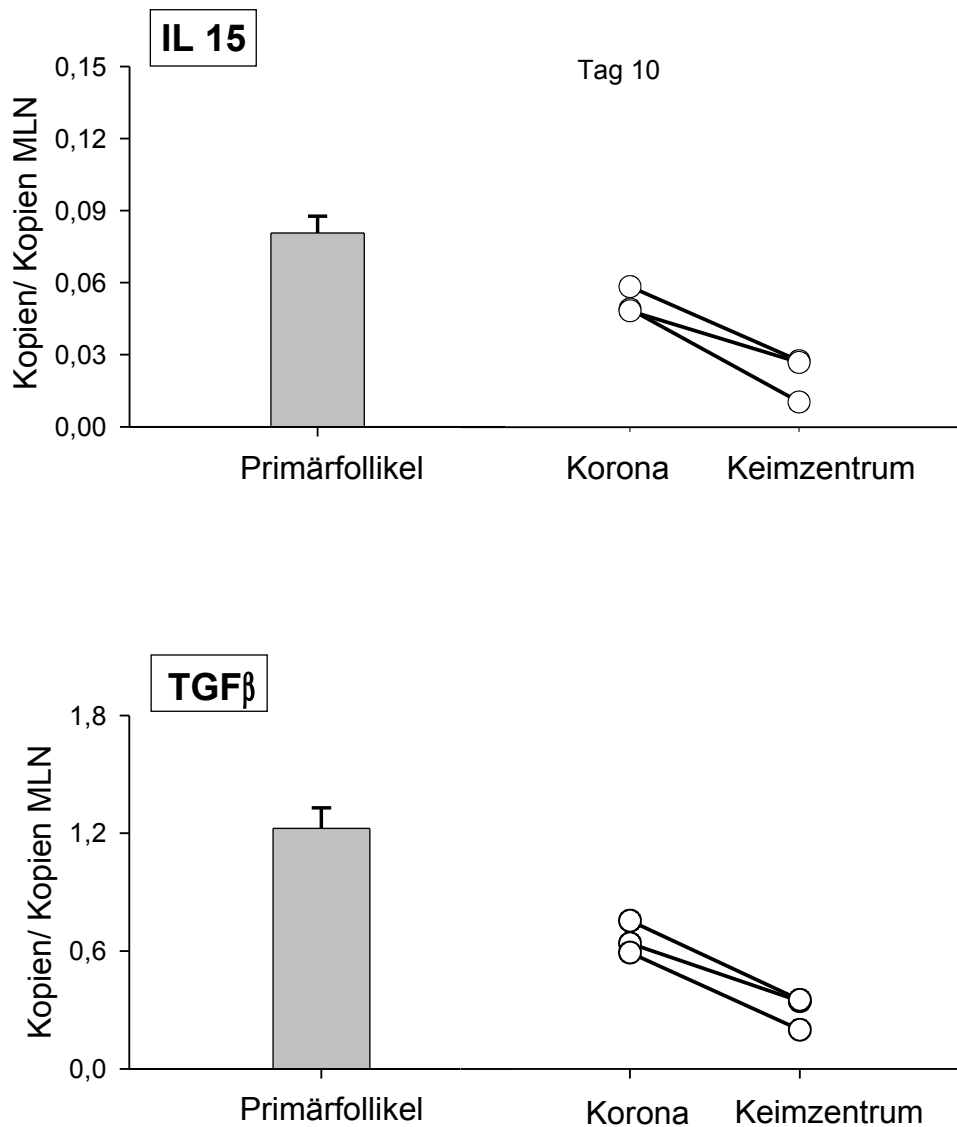 IL 15
Tag 10
Kopien/ Kopien MLN
0,15
0,12
0,09
0,06
0,03
0,00
Primärfollikel Korona Keimzentrum
TGFβ
Kopien/ Kopien MLN
1,8
1,2
0,6
0,0
Primärfollikel Korona Keimzentrum